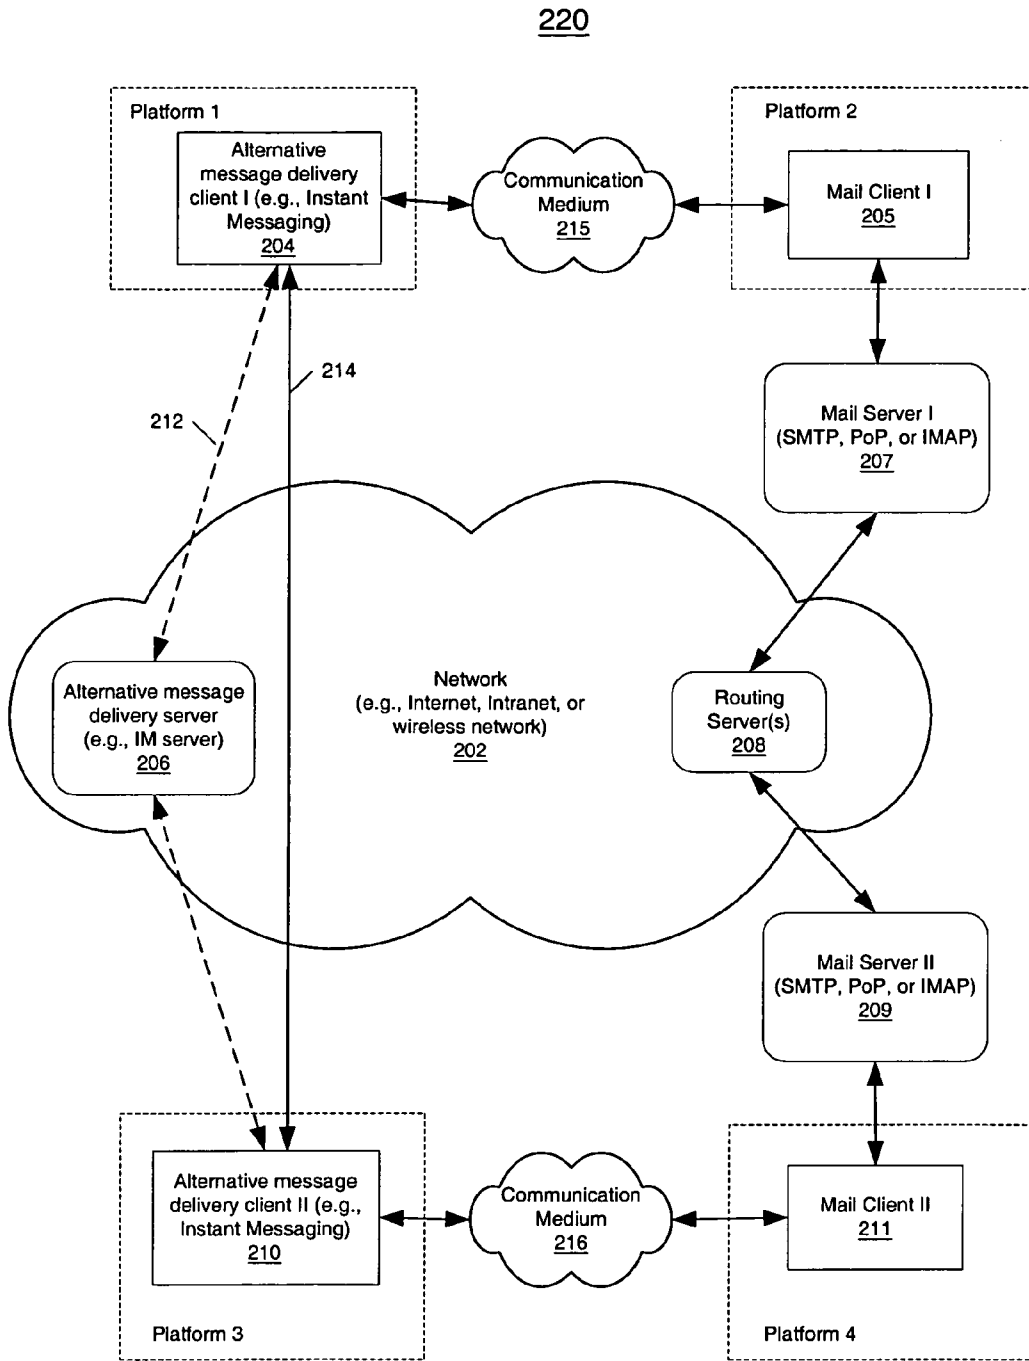 220
Platform 1
Alternative
message delivery
client I (e.g., Instant
Messaging)
204
Communication
Medium
215
Platform 2
Mail Client I
205
214
212
Mail Server I
(SMTP, PoP, or IMAP)
207
Alternative message
delivery server
(e.g., IM server)
206
Network
(e.g., Internet, Intranet, or
wireless network)
202
Routing
Server(s)
208
Mail Server II
(SMTP, PoP, or IMAP)
209
Alternative message
delivery client II (e.g.,
Instant Messaging)
210
Platform 3
Communication
Medium
216
Mail Client II
211
Platform 4